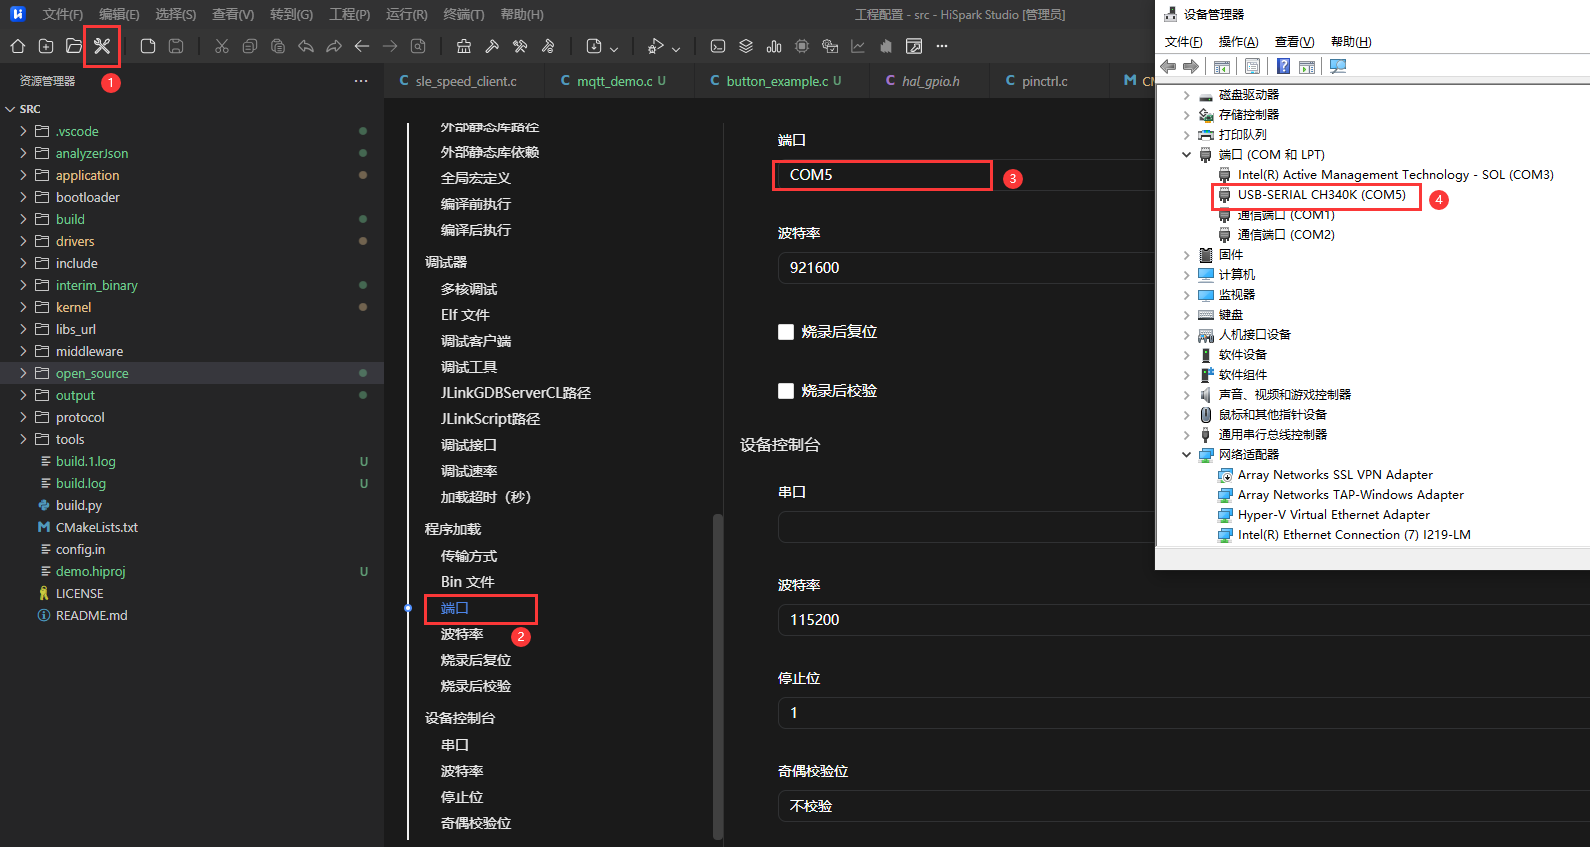 文件(F) 编辑(E) 选择(S) 查看(V) 转到(G) 工程(P) 运行(R) 终端(T) 帮助(H)
工程配置 - src - HiSpark Studio [管理员]
1
资源管理器
SRC
.vscode
analyzerJson
application
bootloader
build
drivers
include
interim_binary
kernel
libs_url
middleware
open_source
output
protocol
tools
build.1.log U
build.log U
build.py
CMakeLists.txt
config.in
demo.hiproj U
LICENSE
README.md
C sle_speed_client.c
C mqtt_demo.c U
C button_example.c U
C hal_gpio.h
C pinctrl.c
M CM
外部静态库路径
外部静态库依赖
全局宏定义
编译前执行
编译后执行
调试器
多核调试
Elf 文件
调试客户端
调试工具
JLinkGDBServerCL路径
JLinkScript路径
调试接口
调试速率
加载超时（秒）
程序加载
传输方式
Bin 文件
端口
2
波特率
烧录后复位
烧录后校验
设备控制台
串口
波特率
停止位
奇偶校验位
端口
COM5
3
波特率
921600
烧录后复位
烧录后校验
设备控制台
串口
波特率
115200
停止位
1
奇偶校验位
不校验
设备管理器
文件(F) 操作(A) 查看(V) 帮助(H)
磁盘驱动器
存储控制器
打印队列
端口 (COM 和 LPT)
Intel(R) Active Management Technology - SOL (COM3)
USB-SERIAL CH340K (COM5)
4
通信端口 (COM1)
通信端口 (COM2)
固件
计算机
监视器
键盘
人机接口设备
软件设备
软件组件
声音、视频和游戏控制器
鼠标和其他指针设备
通用串行总线控制器
网络适配器
Array Networks SSL VPN Adapter
Array Networks TAP-Windows Adapter
Hyper-V Virtual Ethernet Adapter
Intel(R) Ethernet Connection (7) I219-LM